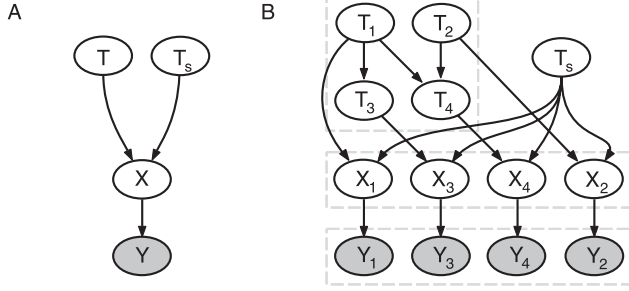 A
B
T
Tₛ
X
Y
T₁
T₂
Tₛ
T₃
T₄
X₁
X₃
X₄
X₂
Y₁
Y₃
Y₄
Y₂